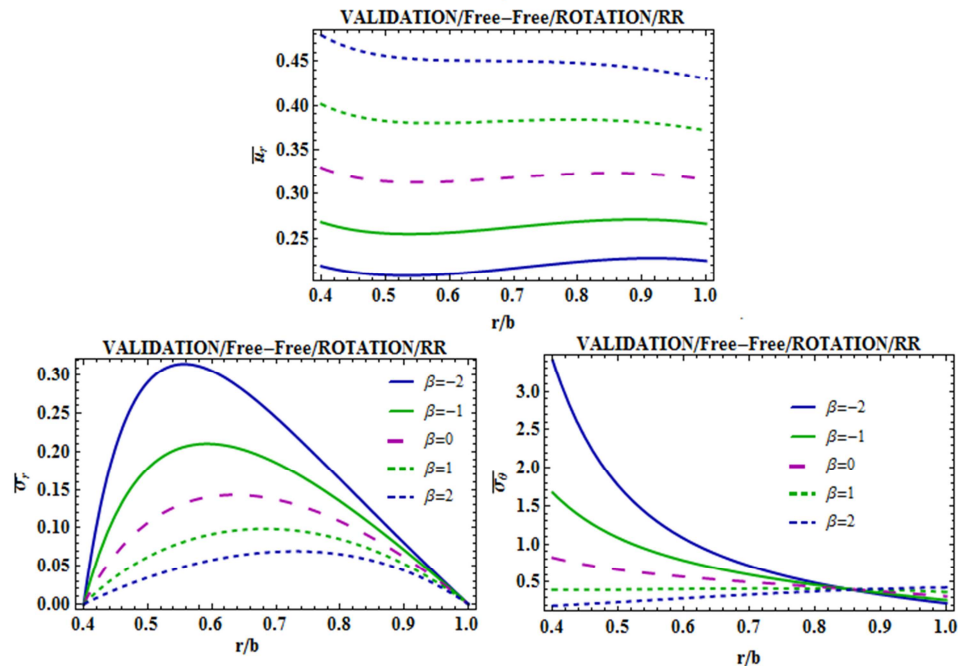 VALIDATION/Free−Free/ROTATION/RR
0.45
0.40
0.35
0.30
0.25
u̅r
0.4 0.5 0.6 0.7 0.8 0.9 1.0
r/b
VALIDATION/Free−Free/ROTATION/RR
0.30
0.25
0.20
0.15
0.10
0.05
0.00
σ̅r
β=−2
β=−1
β=0
β=1
β=2
0.4 0.5 0.6 0.7 0.8 0.9 1.0
r/b
VALIDATION/Free−Free/ROTATION/RR
3.0
2.5
2.0
1.5
1.0
0.5
σ̅θ
β=−2
β=−1
β=0
β=1
β=2
0.4 0.5 0.6 0.7 0.8 0.9 1.0
r/b